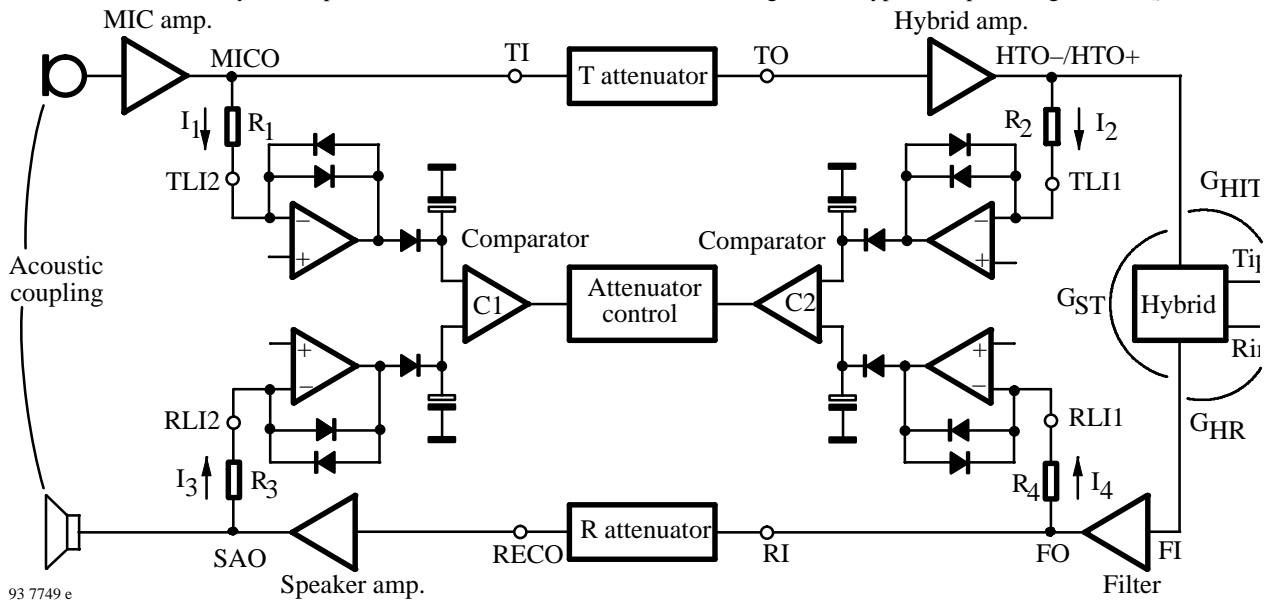 MIC amp.
Hybrid amp.
MICO
TI
T attenuator
TO
HTO–/HTO+
I1
R1
R2
I2
TLI2
TLI1
GHIT
Acoustic
coupling
Comparator
Comparator
C1
Attenuator
control
C2
GST
Hybrid
RLI2
RLI1
GHR
I3
R3
R4
I4
SAO
Speaker amp.
RECO
R attenuator
RI
FO
FI
Filter
93 7749 e